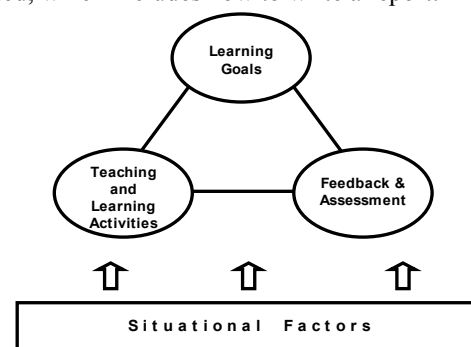 Learning
Goals
Teaching
and
Learning
Activities
Feedback &
Assessment
Situational Factors